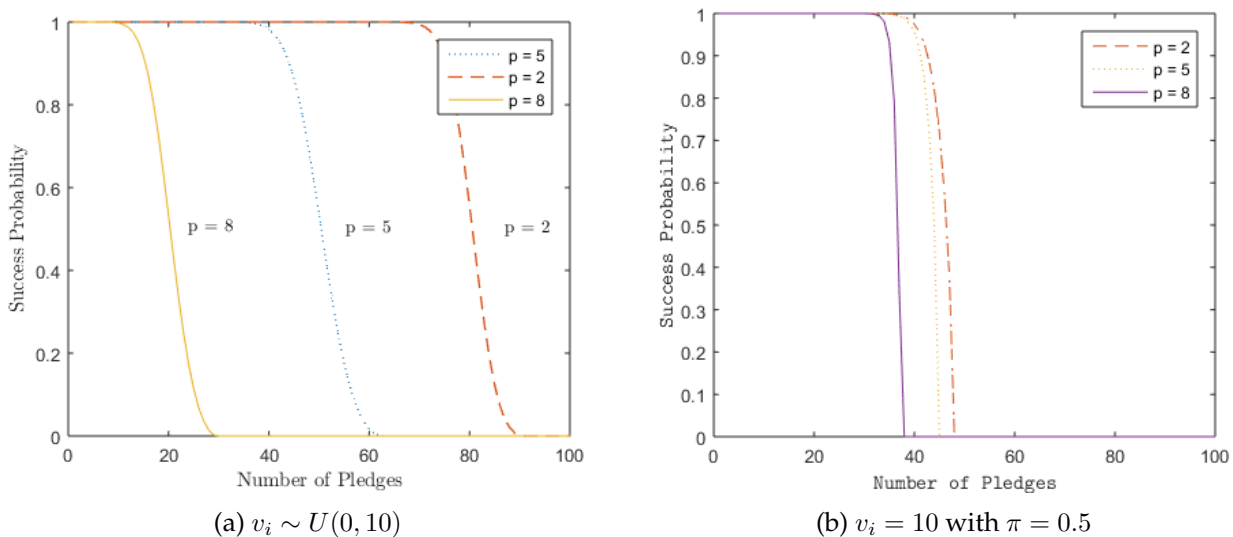 1
0.8
0.6
0.4
0.2
0
Success Probability
p = 5
p = 2
p = 8
p = 8
p = 5
p = 2
0 20 40 60 80 100
Number of Pledges
(a) v_i ∼ U(0, 10)
1
0.9
0.8
0.7
0.6
0.5
0.4
0.3
0.2
0.1
0
Success Probability
p = 2
p = 5
p = 8
0 20 40 60 80 100
Number of Pledges
(b) v_i = 10 with π = 0.5